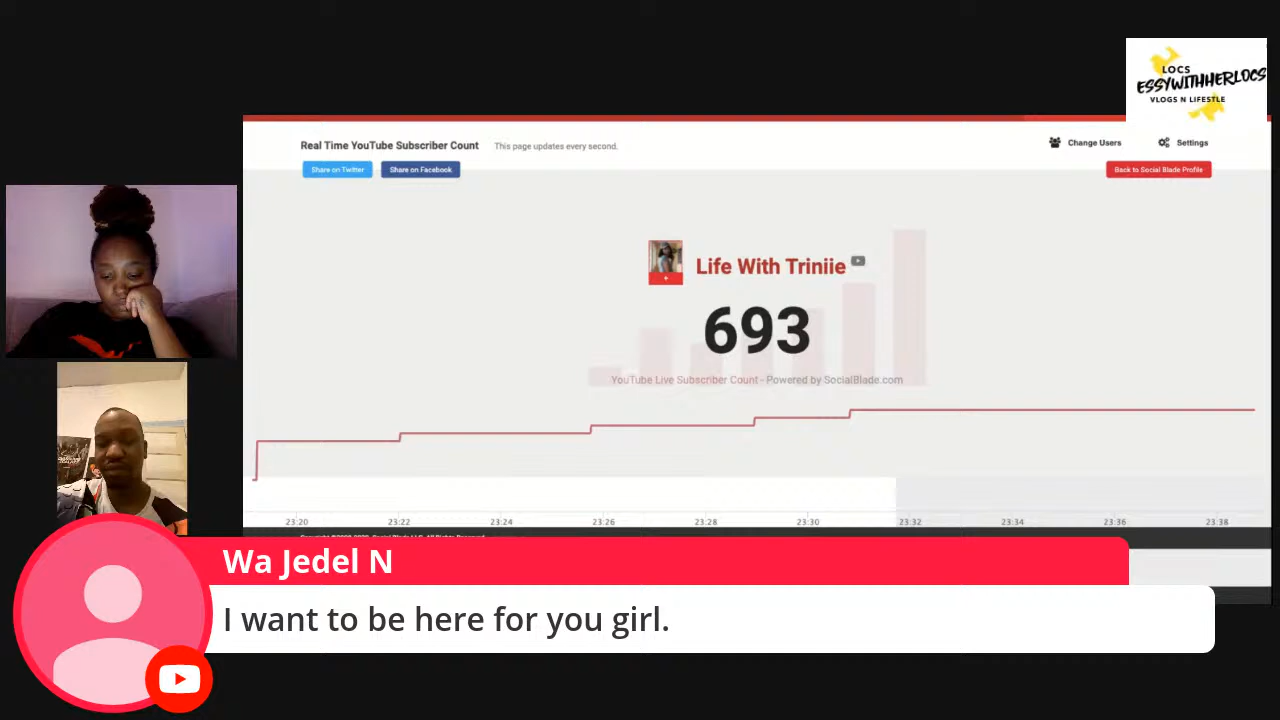 LOCS
ESSYWITHHERLOCS
VLOGS N LIFESTLE
Real Time YouTube Subscriber Count
This page updates every second.
Change Users
Settings
Share on Twitter
Share on Facebook
Back to Social Blade Profile
Life With Triniie
693
YouTube Live Subscriber Count - Powered by SocialBlade.com
23:20 23:22 23:24 23:26 23:28 23:30 23:32 23:34 23:36 23:38
Wa Jedel N
I want to be here for you girl.